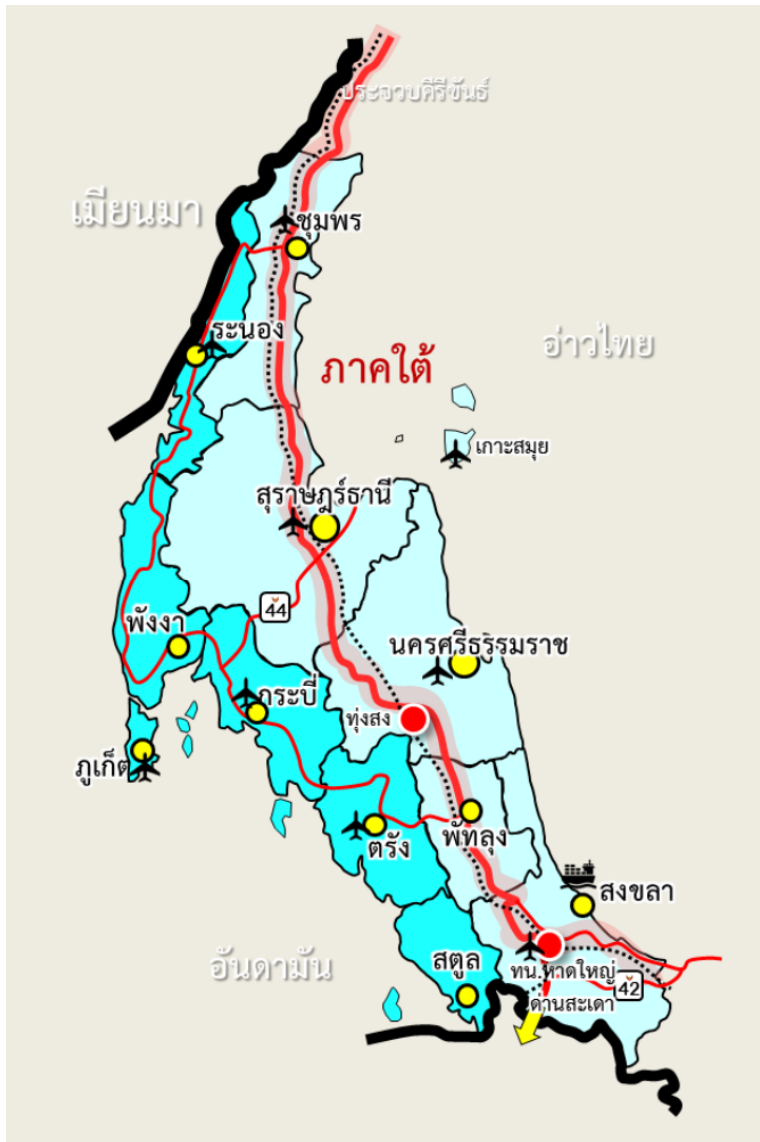 ประจวบคีรีขันธ์
เมียนมา
ชุมพร
ระนอง
อ่าวไทย
ภาคใต้
เกาะสมุย
สุราษฎร์ธานี
44
พังงา
นครศรีธรรมราช
กระบี่
ทุ่งสง
ภูเก็ต
ตรัง
พัทลุง
สงขลา
อันดามัน
สตูล
ทน.หาดใหญ่
42
ด่านสะเดา